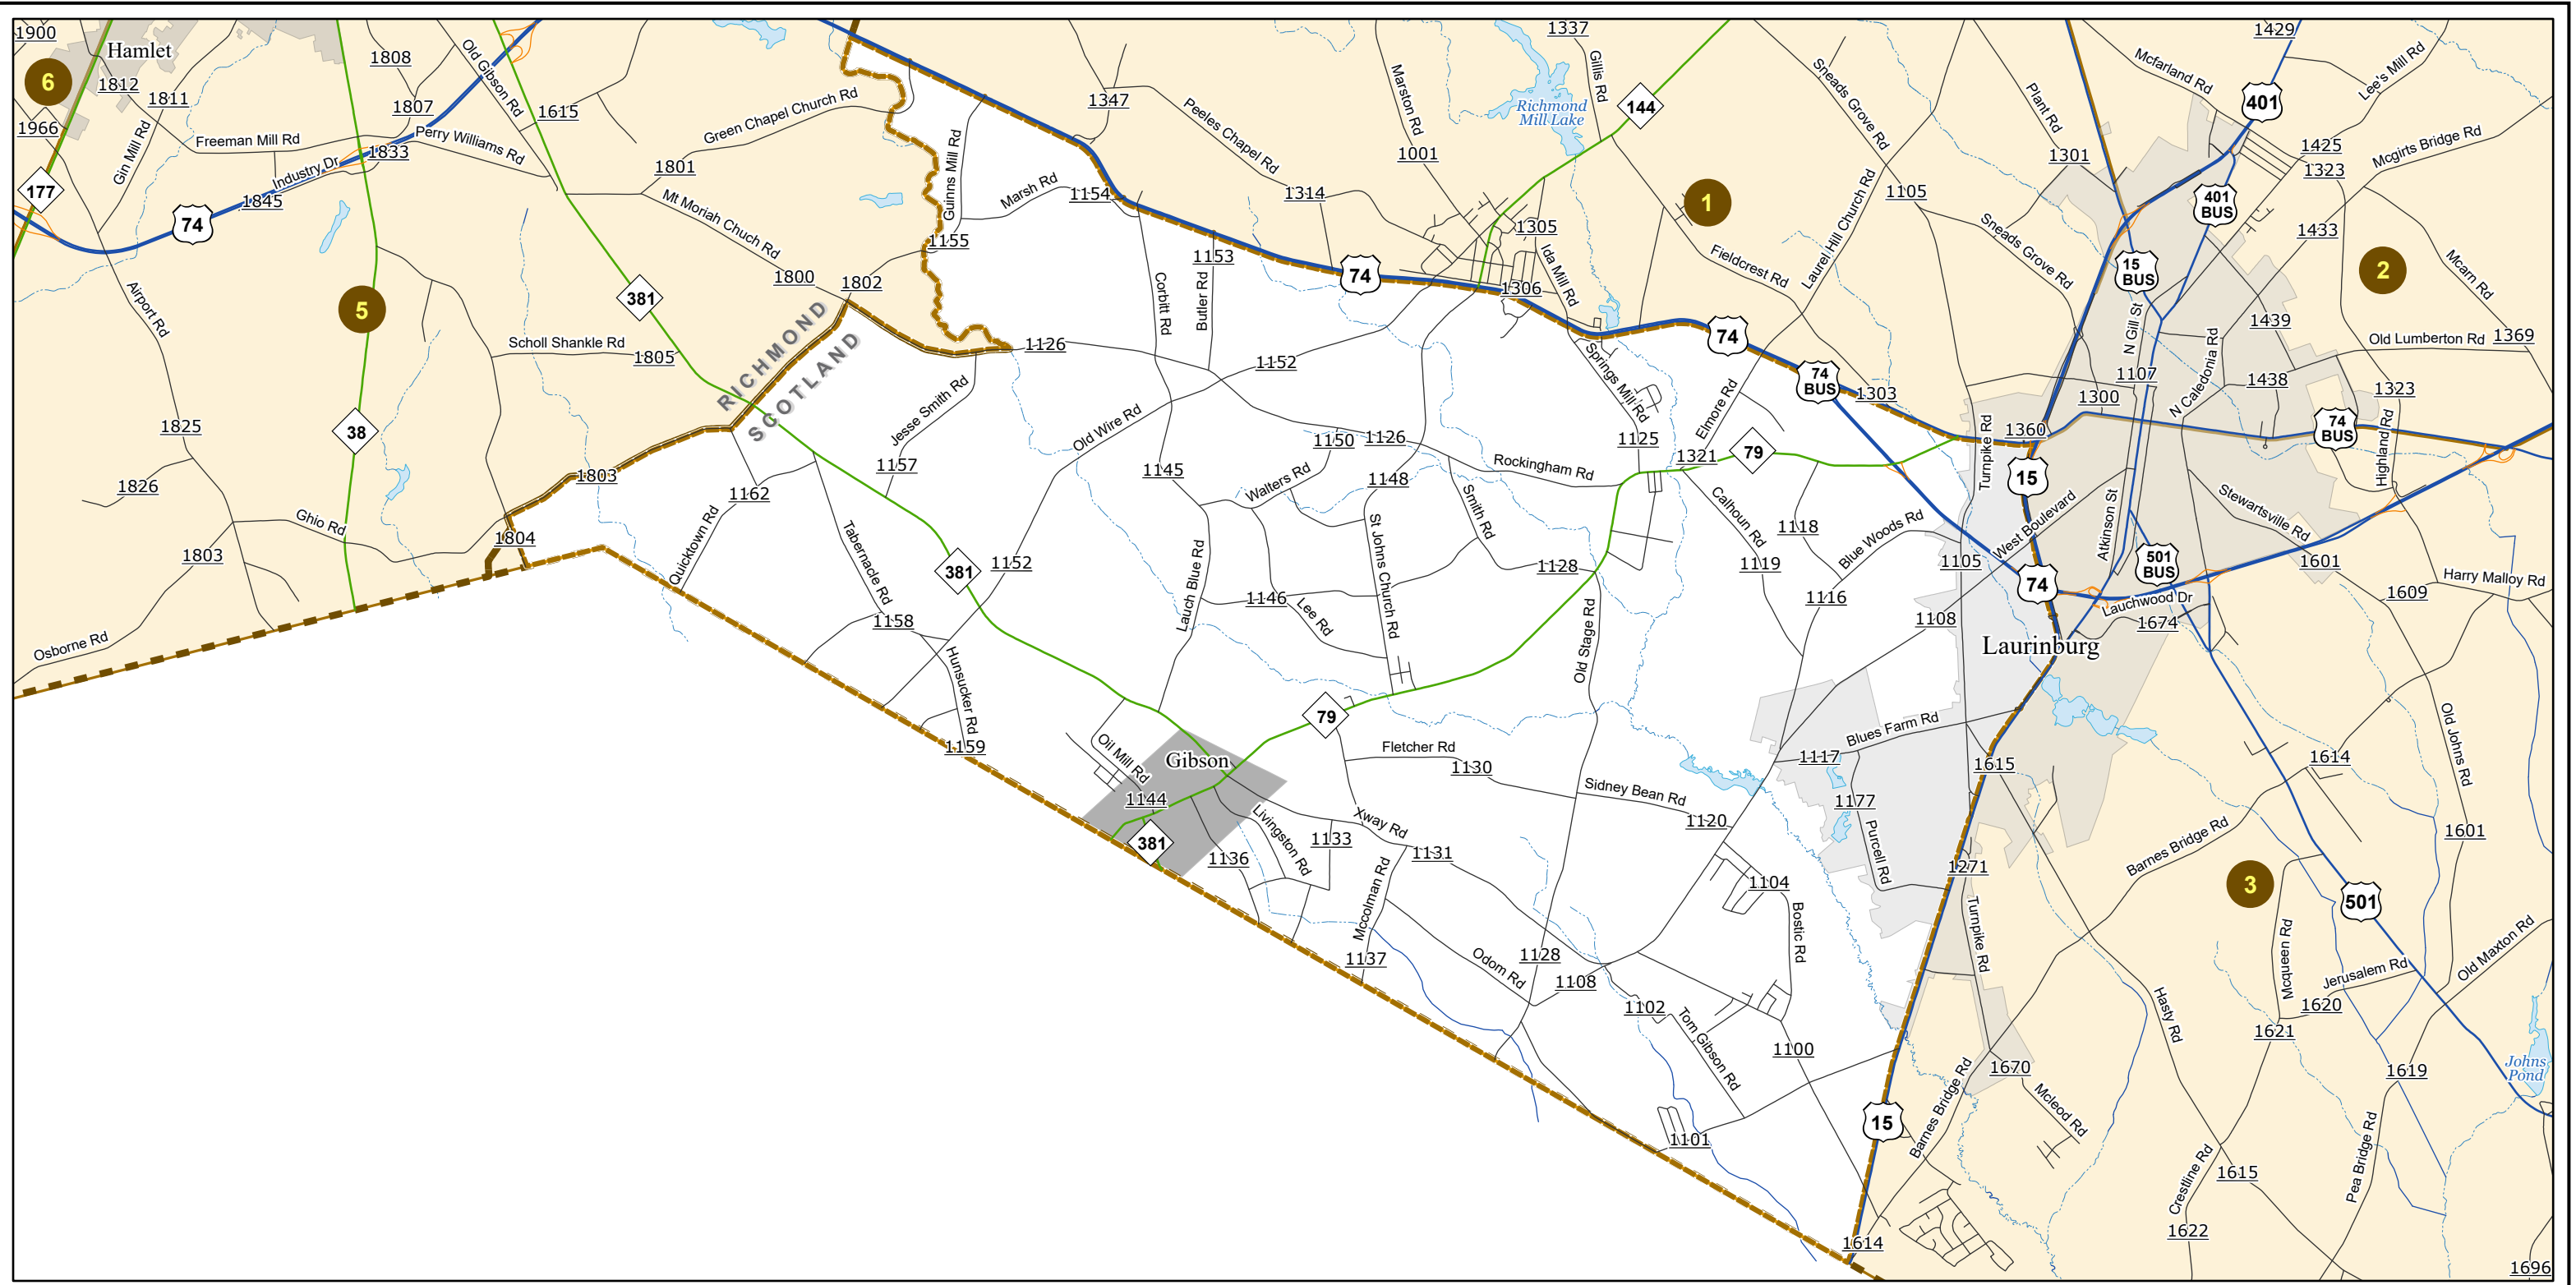 1900
Hamlet
6
1812
1811
1966
Gin Mill Rd
177
1808
1807
Old Gibson Rd
Freeman Mill Rd
Perry Williams Rd
1615
1833
Industry Dr
1845
74
Green Chapel Church Rd
1801
Mt Moriah Chuch Rd
1800
1802
Guinns Mill Rd
1155
Marsh Rd
1154
1347
Peeles Chapel Rd
1314
Marston Rd
1001
1337
Gillis Rd
Richmond
Mill Lake
144
1
1305
Ida Mill Rd
1306
Fieldcrest Rd
Laurel Hill Church Rd
Sneads Grove Rd
1105
Sneads Grove Rd
Plant Rd
1301
Mcfarland Rd
1429
401
Lee's Mill Rd
1425
1323
Mcgirts Bridge Rd
401
BUS
1433
2
Mcarn Rd
15
BUS
N Gill St
1439
Old Lumberton Rd
1369
1107
N Caledonia Rd
1438
1323
1300
74
BUS
Highland Rd
Airport Rd
5
38
381
Scholl Shankle Rd
1805
RICHMOND
SCOTLAND
1825
1826
1803
Ghio Rd
1803
1804
Osborne Rd
1153
Corbitt Rd
Butler Rd
74
1126
1152
Jesse Smith Rd
1157
Old Wire Rd
1145
1150
1126
Walters Rd
1148
Rockingham Rd
Smith Rd
St Johns Church Rd
Springs Mill Rd
1125
Elmore Rd
1321
79
74
74
BUS
1303
Turnpike Rd
1360
15
1162
Quicktown Rd
Tabernacle Rd
1158
381
1152
Hunsucker Rd
1159
Lauch Blue Rd
1146
Lee Rd
1128
Old Stage Rd
Calhoun Rd
1119
1118
Blue Woods Rd
1116
1105
1108
West Boulevard
Atkinson St
501
BUS
Stewartsville Rd
1601
74
Lauchwood Dr
1674
Laurinburg
1609
Harry Malloy Rd
79
Oil Mill Rd
Gibson
1144
381
Livingston Rd
1136
1133
Fletcher Rd
1130
Xway Rd
1131
Mccolman Rd
1137
Sidney Bean Rd
1120
1117
Blues Farm Rd
1177
Purcell Rd
1615
1271
Turnpike Rd
1104
Bostic Rd
Odom Rd
1128
1108
1102
Tom Gibson Rd
1100
1101
15
Barnes Bridge Rd
1614
1670
Mcleod Rd
1614
Old Johns Rd
1601
Barnes Bridge Rd
3
501
Mcqueen Rd
Jerusalem Rd
1620
1621
Old Maxton Rd
Hasty Rd
1619
Johns
Pond
Crestline Rd
1615
Pea Bridge Rd
1622
1696